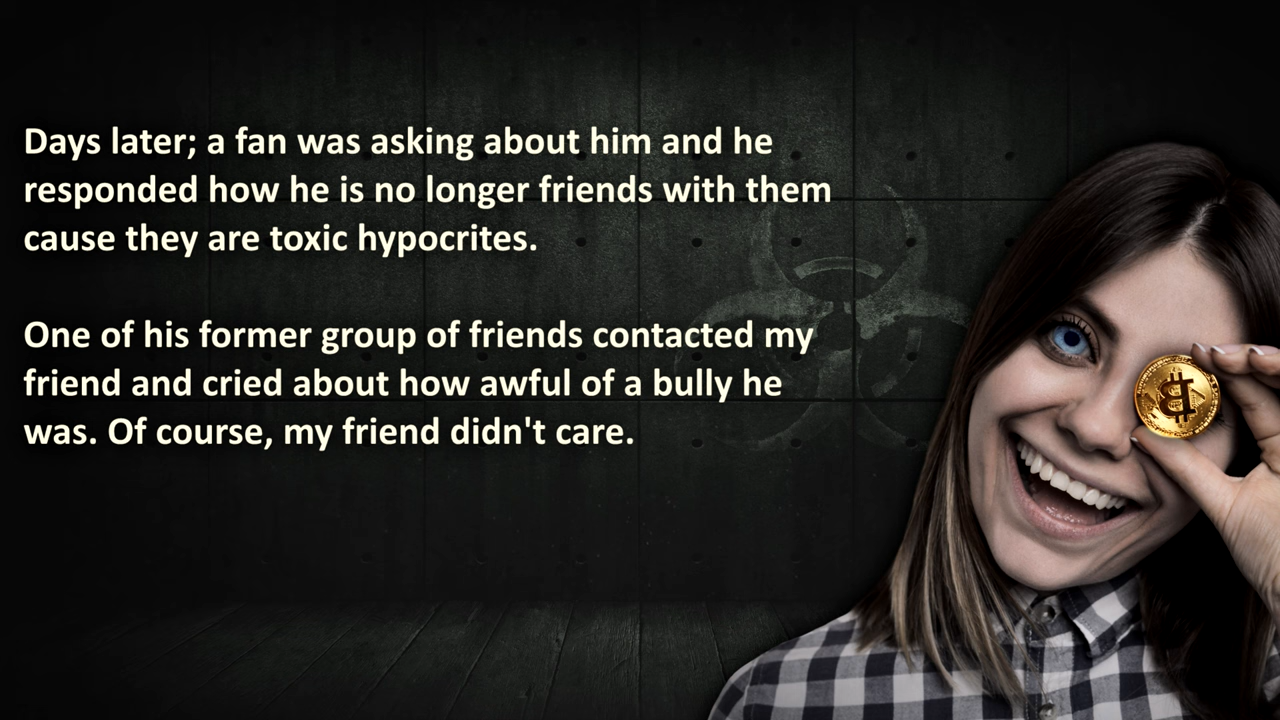 Days later; a fan was asking about him and he
responded how he is no longer friends with them
cause they are toxic hypocrites.
One of his former group of friends contacted my
friend and cried about how awful of a bully he
was. Of course, my friend didn't care.